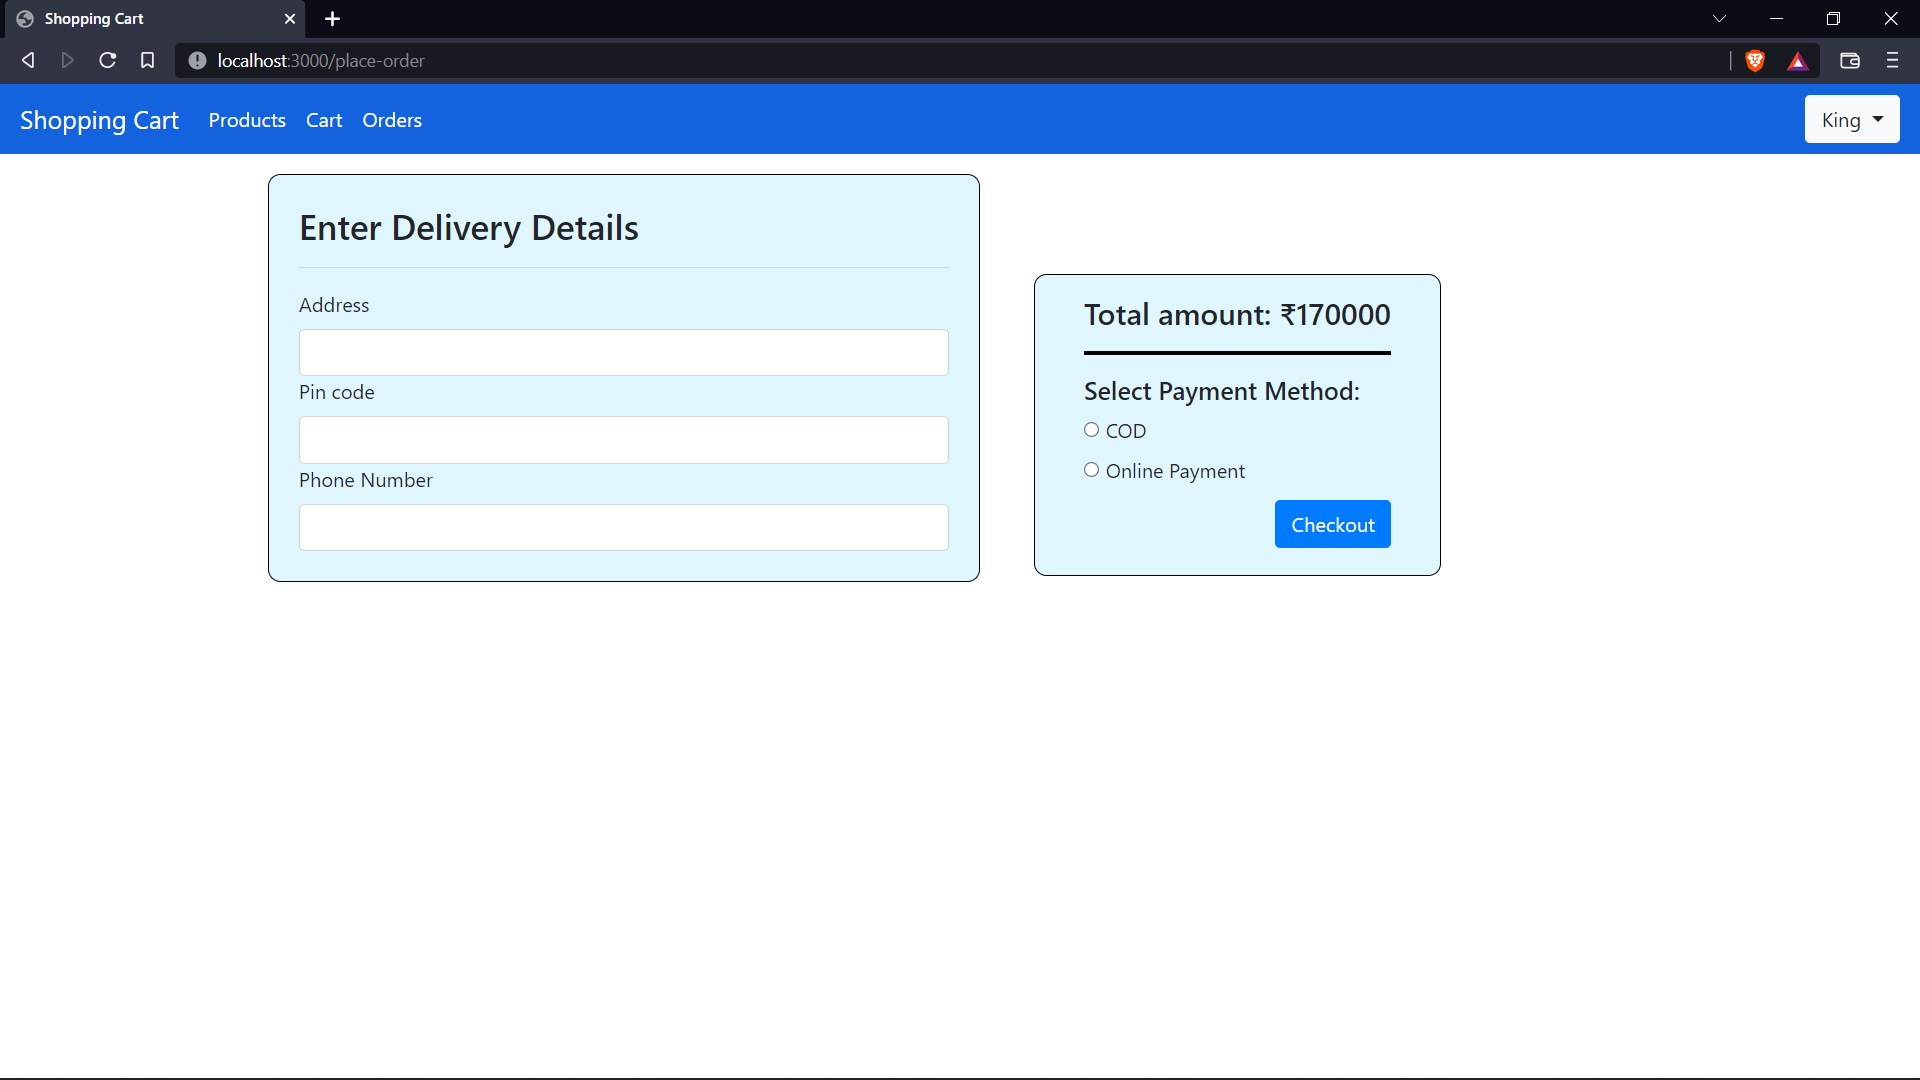 Shopping Cart
localhost:3000/place-order
Shopping Cart Products Cart Orders King
Enter Delivery Details
Address
Pin code
Phone Number
Total amount: ₹170000
Select Payment Method:
COD
Online Payment
Checkout